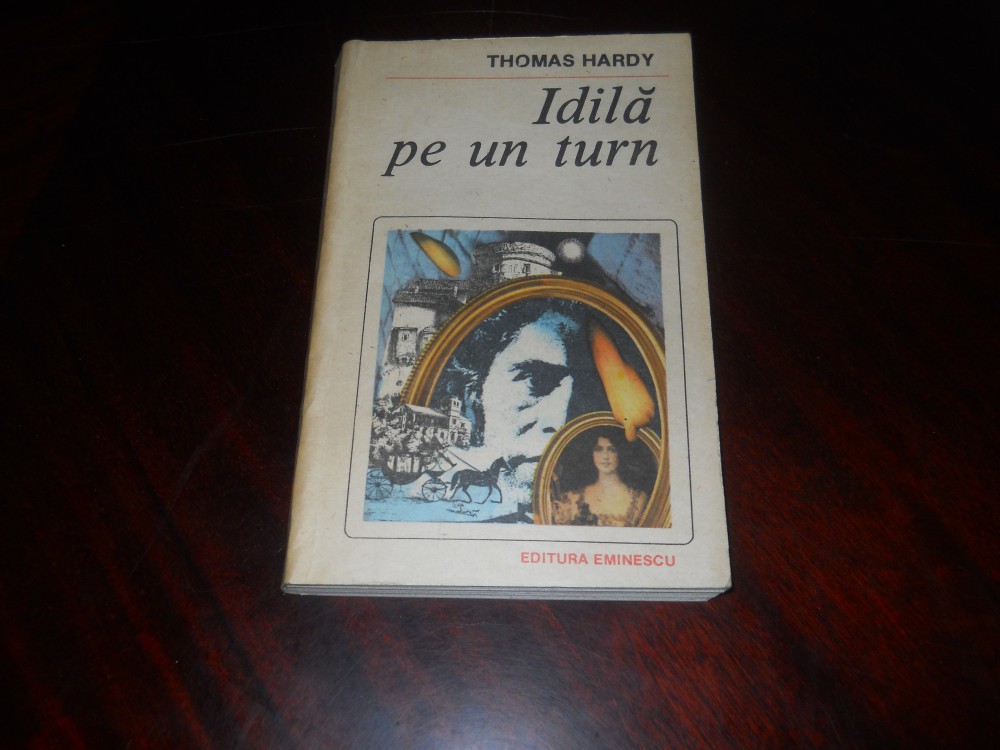 THOMAS HARDY
Idilă
pe un turn
EDITURA EMINESCU